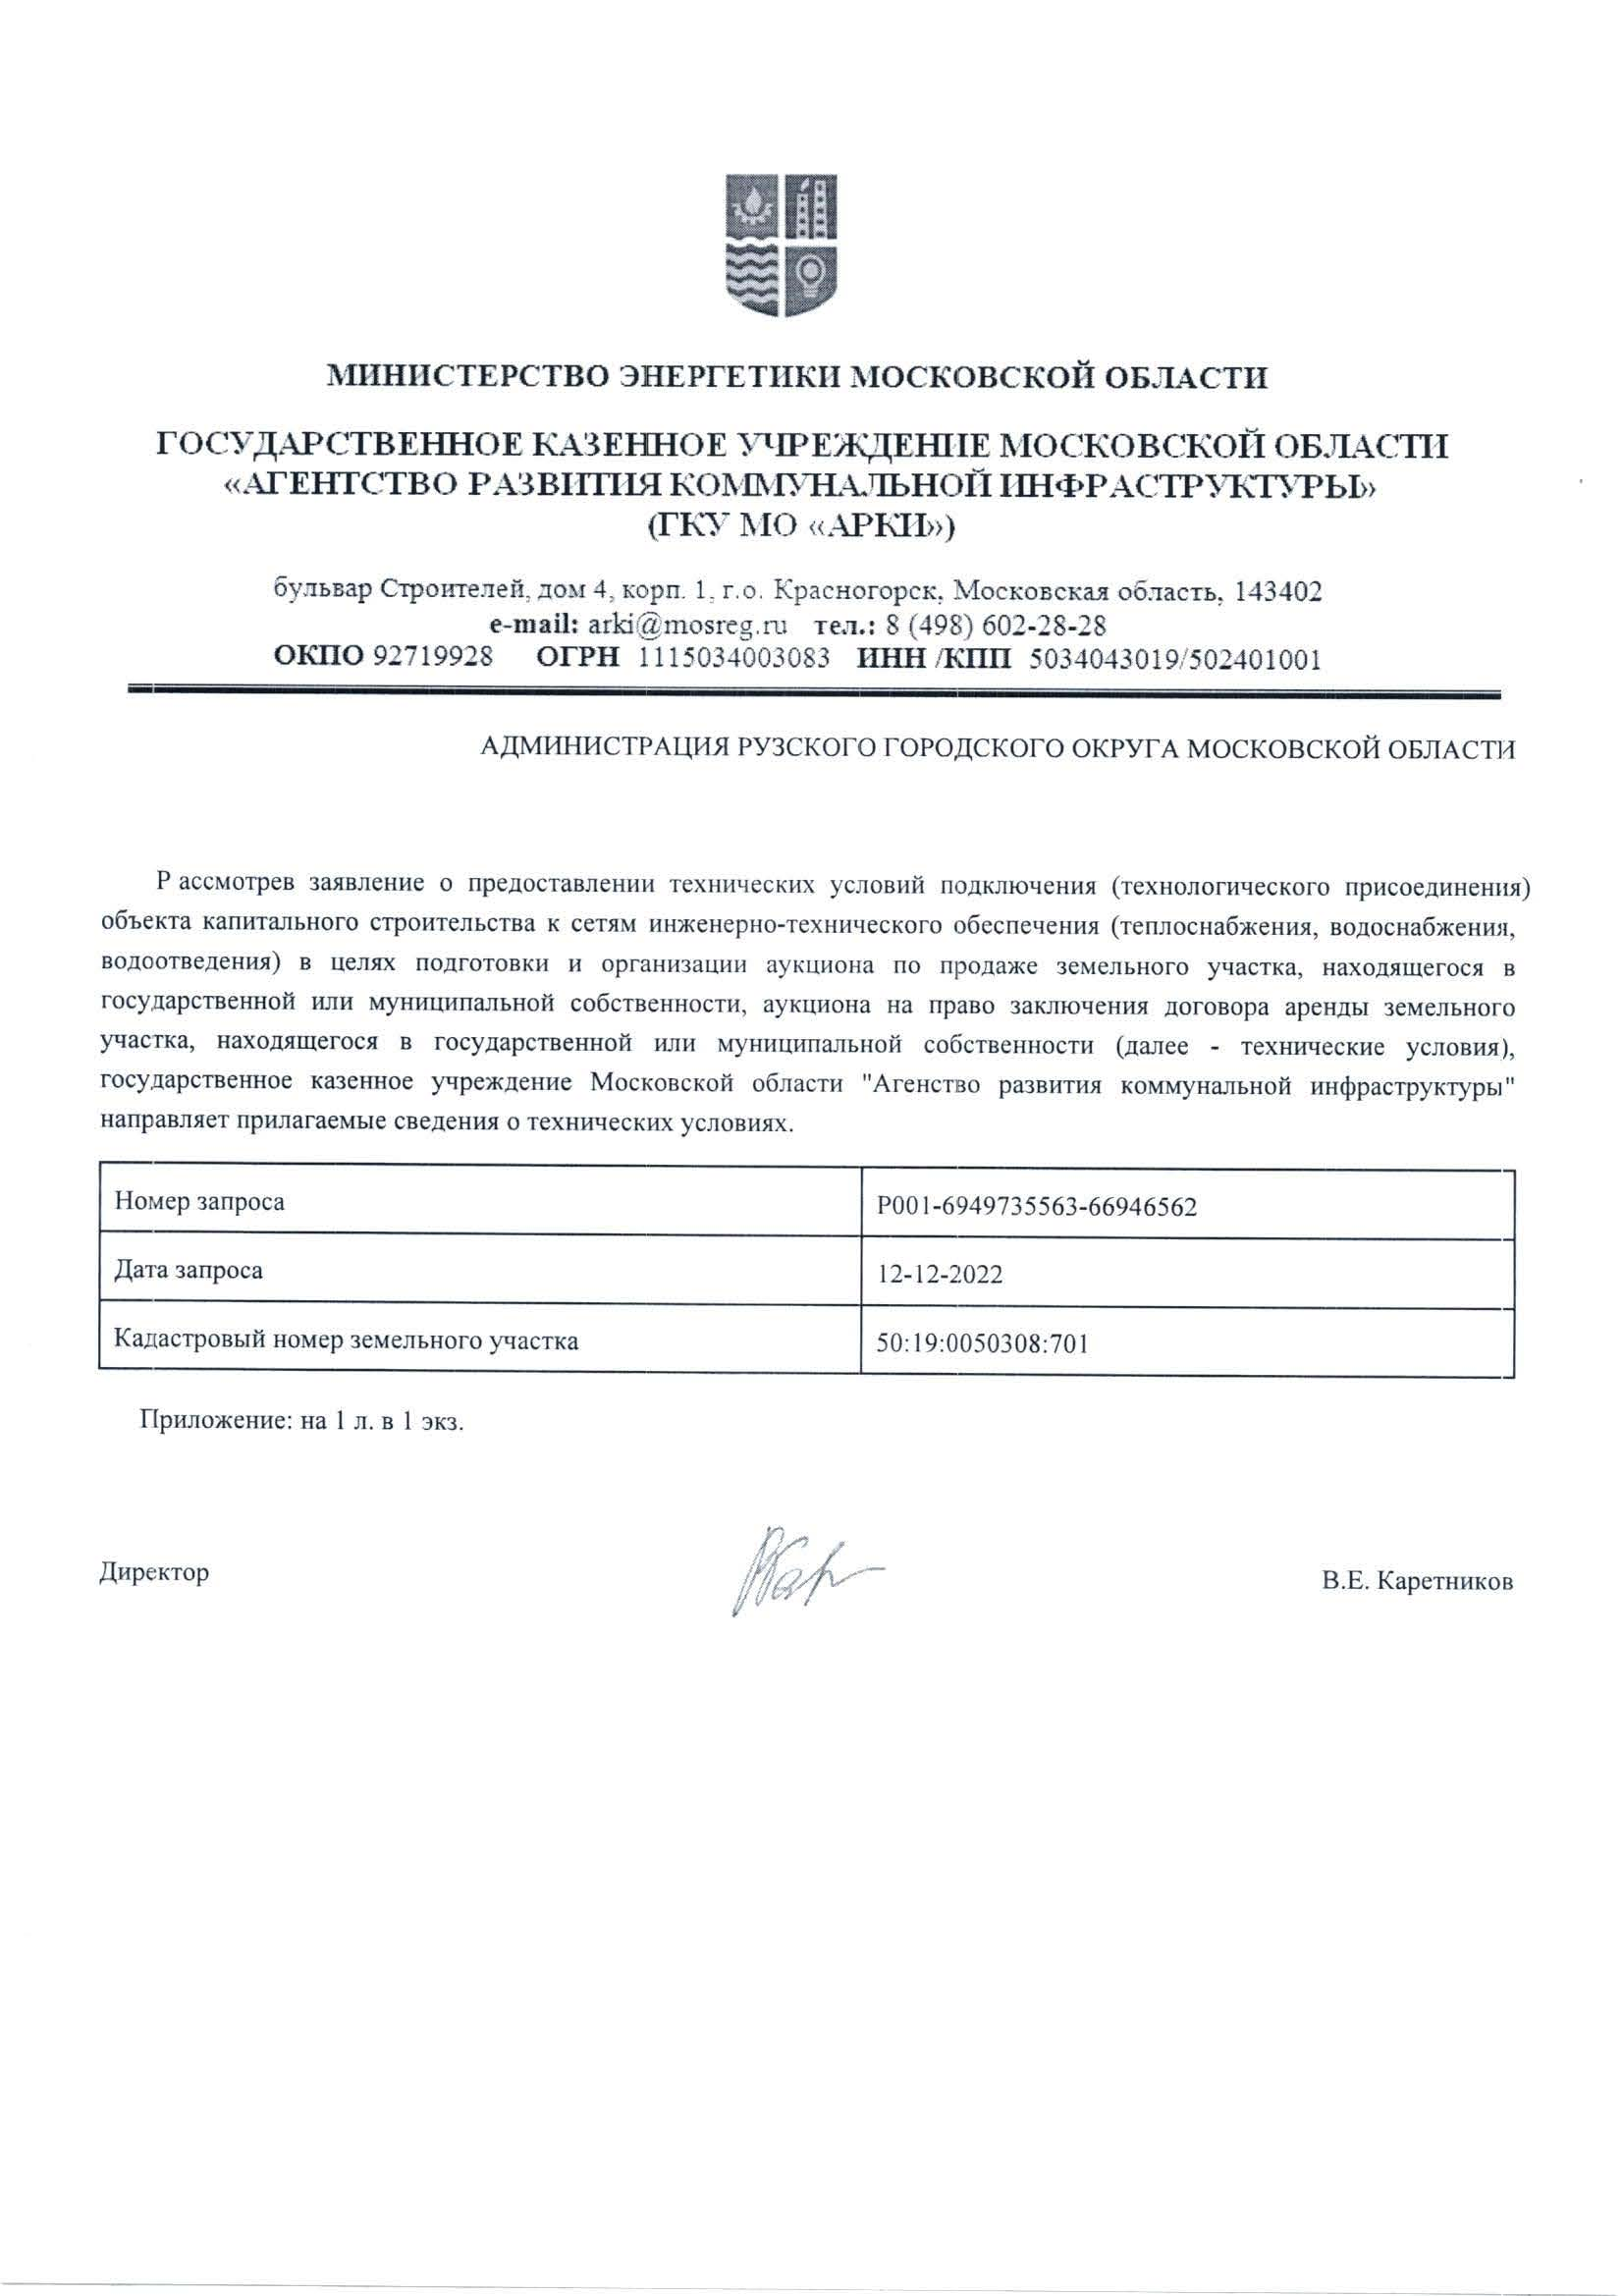 МИНИСТЕРСТВО ЭНЕРГЕТИКИ МОСКОВСКОЙ ОБЛАСТИ
ГОСУДАРСТВЕННОЕ КАЗЕННОЕ УЧРЕЖДЕНИЕ МОСКОВСКОЙ ОБЛАСТИ
«АГЕНТСТВО РАЗВИТИЯ КОММУНАЛЬНОЙ ИНФРАСТРУКТУРЫ»
(ГКУ МО «АРКИ»)
бульвар Строителей, дом 4, корп. 1, г.о. Красногорск, Московская область, 143402
e-mail: arki@mosreg.ru тел.: 8 (498) 602-28-28
ОКПО 92719928 ОГРН 1115034003083 ИНН /КПП 5034043019/502401001
АДМИНИСТРАЦИЯ РУЗСКОГО ГОРОДСКОГО ОКРУГА МОСКОВСКОЙ ОБЛАСТИ
Р ассмотрев заявление о предоставлении технических условий подключения (технологического присоединения)
объекта капитального строительства к сетям инженерно-технического обеспечения (теплоснабжения, водоснабжения,
водоотведения) в целях подготовки и организации аукциона по продаже земельного участка, находящегося в
государственной или муниципальной собственности, аукциона на право заключения договора аренды земельного
участка, находящегося в государственной или муниципальной собственности (далее - технические условия),
государственное казенное учреждение Московской области "Агенство развития коммунальной инфраструктуры"
направляет прилагаемые сведения о технических условиях.
Номер запроса P001-6949735563-66946562
Дата запроса 12-12-2022
Кадастровый номер земельного участка 50:19:0050308:701
Приложение: на 1 л. в 1 экз.
Директор В.Е. Каретников